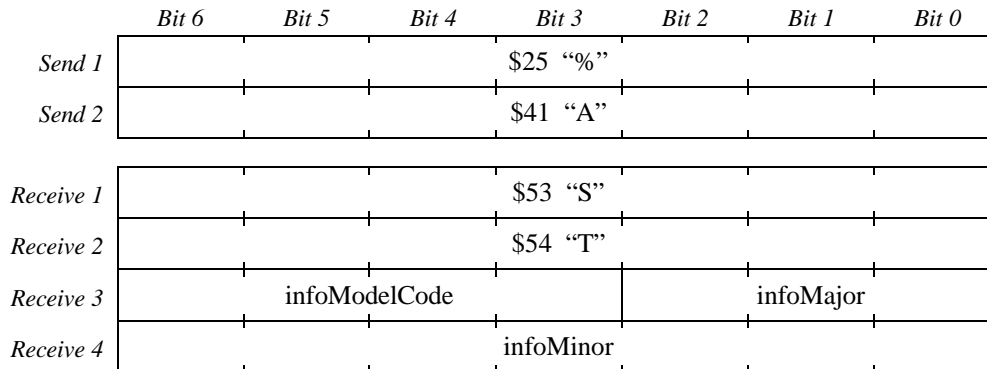 Bit 6 Bit 5 Bit 4 Bit 3 Bit 2 Bit 1 Bit 0
Send 1 $25 “%”
Send 2 $41 “A”
Receive 1 $53 “S”
Receive 2 $54 “T”
Receive 3 infoModelCode infoMajor
Receive 4 infoMinor